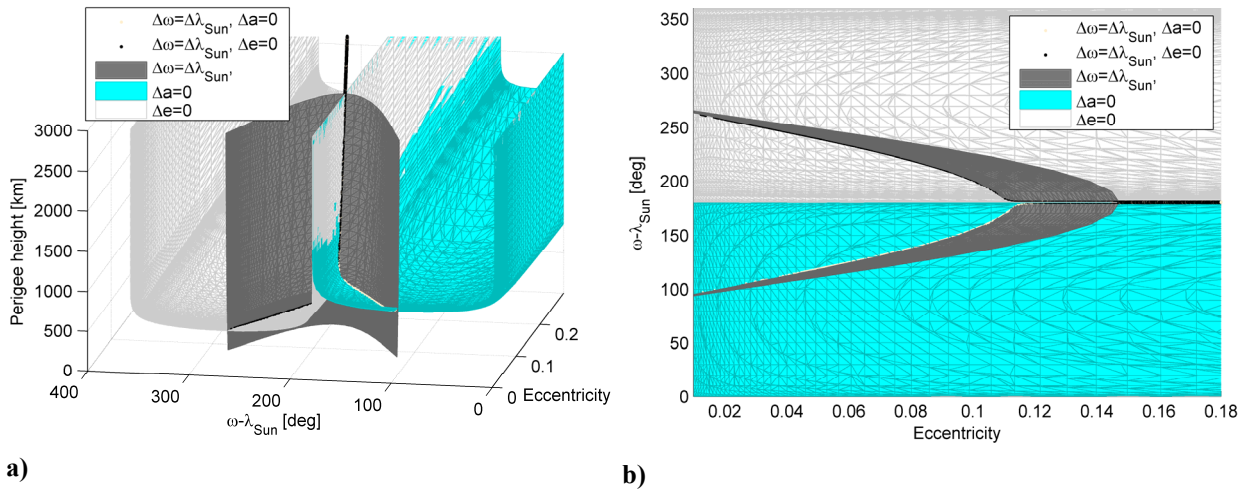 Δω=Δλ_Sun, Δa=0
Δω=Δλ_Sun, Δe=0
Δω=Δλ_Sun,
Δa=0
Δe=0
3000
2500
2000
1500
1000
500
0
Perigee height [km]
400
300
200
100
0
ω-λ_Sun [deg]
0
0.1
0.2
Eccentricity
a)
Δω=Δλ_Sun, Δa=0
Δω=Δλ_Sun, Δe=0
Δω=Δλ_Sun,
Δa=0
Δe=0
350
300
250
200
150
100
50
0
ω-λ_Sun [deg]
0.02 0.04 0.06 0.08 0.1 0.12 0.14 0.16 0.18
Eccentricity
b)